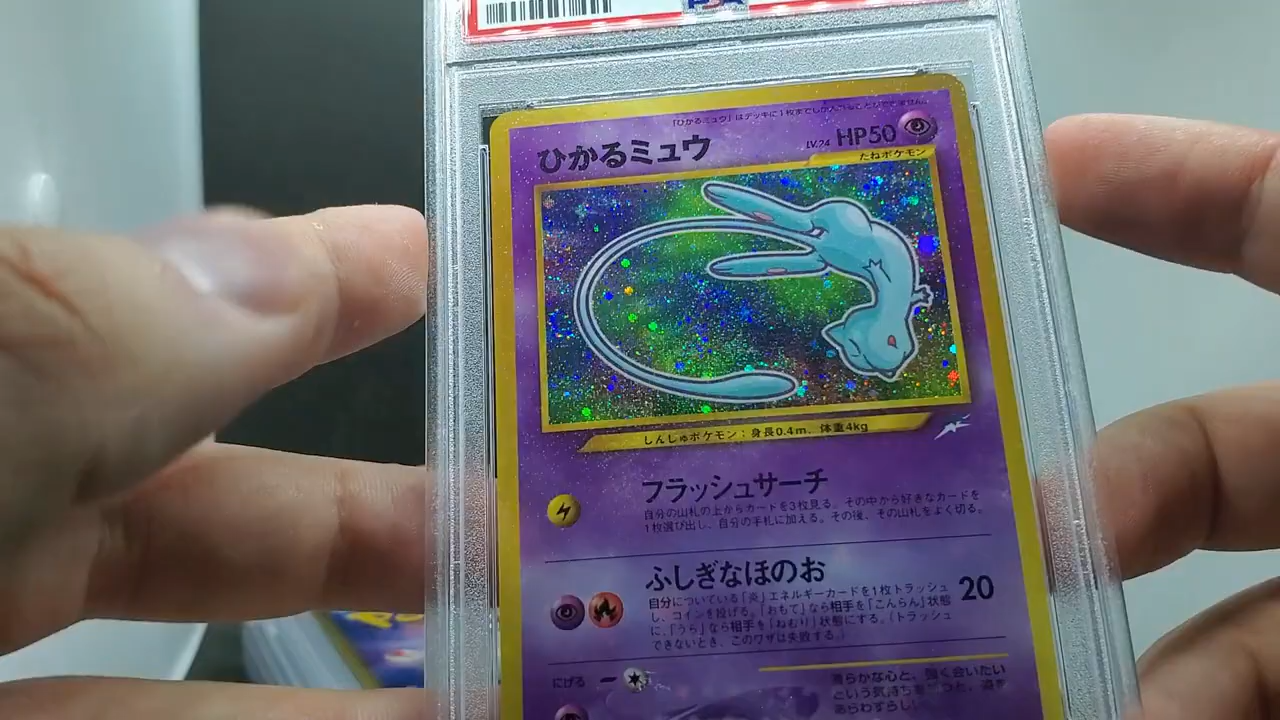 PSA
「ひかるミュウ」はデッキに1枚までしか入れることができません。
ひかるミュウ
LV.24 HP50
たねポケモン
しんしゅポケモン：身長0.4m、体重4kg
フラッシュサーチ
自分の山札の上からカードを3枚見る。その中から好きなカードを
1枚選び出し、自分の手札に加える。その後、その山札をよく切る。
ふしぎなほのお
20
自分についている「炎」エネルギーカードを1枚トラッシュ
し、コインを投げる。「おもて」なら相手を「こんらん」状態
に、「うら」なら相手を「ねむり」状態にする。（トラッシュ
できないとき、このワザは失敗する。）
にげる
清らかな心と、強く会いたい
という気持ちを持つと、姿を
あらわすらしい